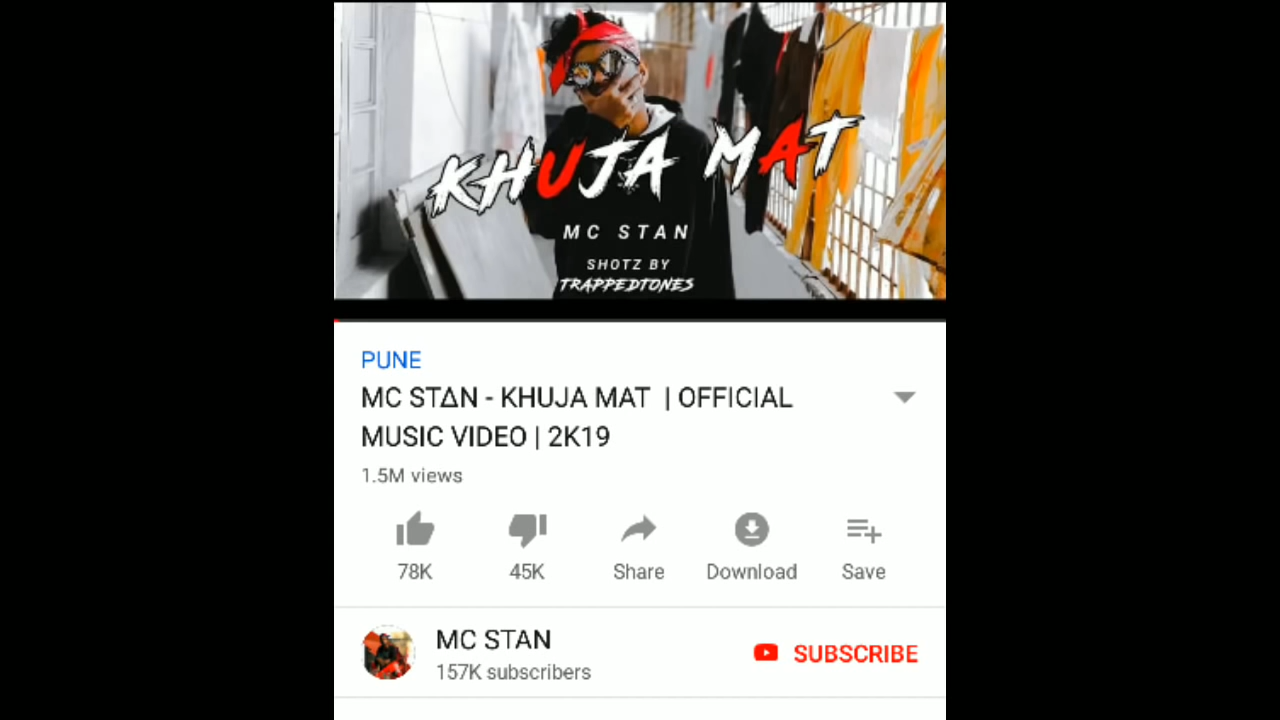 KHUJA MAT
MC STAN
SHOTZ BY
TRAPPEDTONES
PUNE
MC STΔN - KHUJA MAT | OFFICIAL
MUSIC VIDEO | 2K19
1.5M views
78K 45K Share Download Save
MC STAN
157K subscribers
SUBSCRIBE